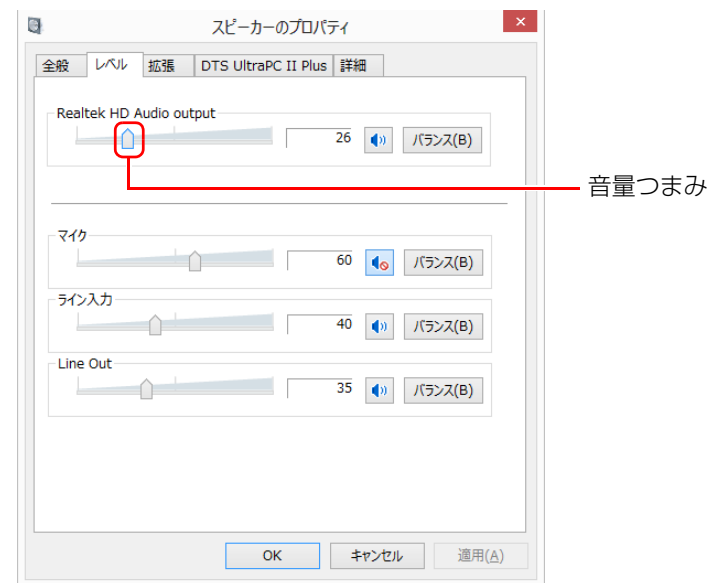 スピーカーのプロパティ
全般 レベル 拡張 DTS UltraPC II Plus 詳細
Realtek HD Audio output
26 バランス(B)
音量つまみ
マイク
60 バランス(B)
ライン入力
40 バランス(B)
Line Out
35 バランス(B)
OK キャンセル 適用(A)